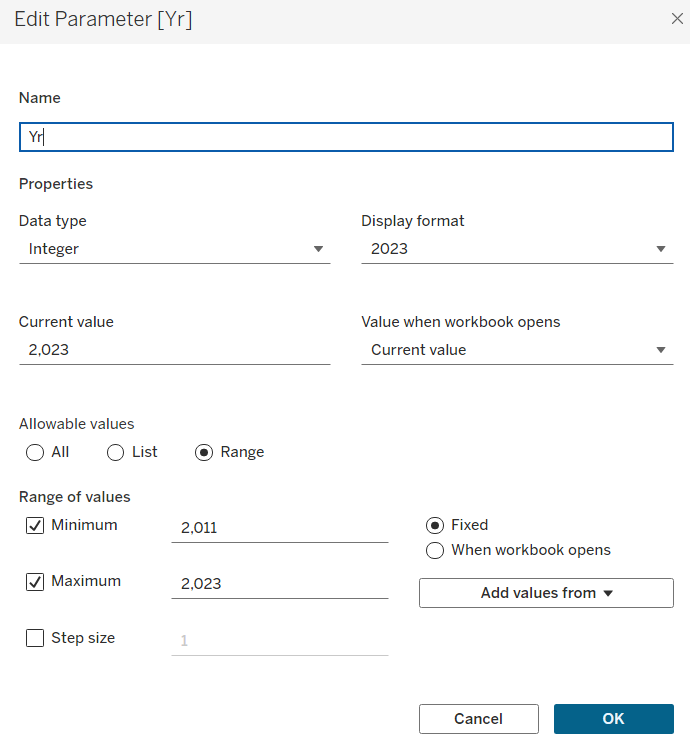 Edit Parameter [Yr]
Name
Yr
Properties
Data type
Display format
Integer
2023
Current value
Value when workbook opens
2,023
Current value
Allowable values
All
List
Range
Range of values
Minimum
2,011
Fixed
When workbook opens
Maximum
2,023
Add values from
Step size
1
Cancel
OK